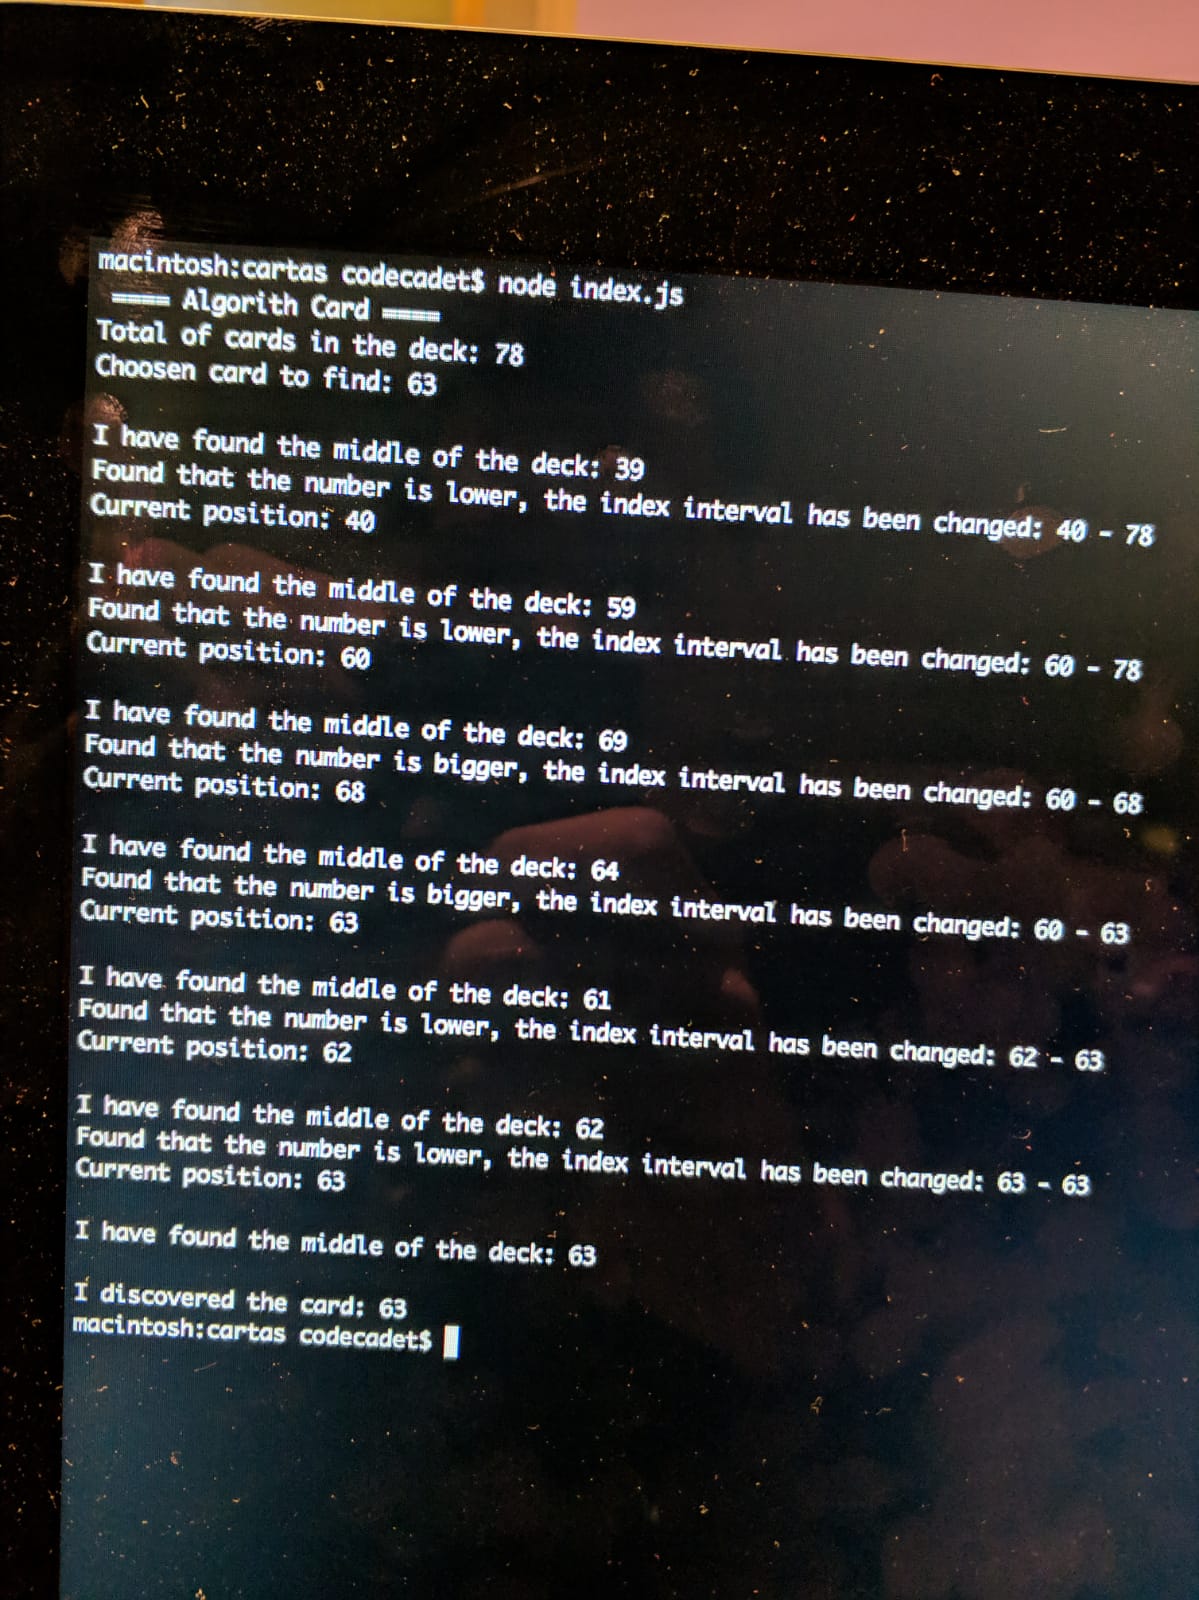 macintosh:cartas codecadet$ node index.js
==== Algorith Card ====
Total of cards in the deck: 78
Choosen card to find: 63
I have found the middle of the deck: 39
Found that the number is lower, the index interval has been changed: 40 - 78
Current position: 40
I have found the middle of the deck: 59
Found that the number is lower, the index interval has been changed: 60 - 78
Current position: 60
I have found the middle of the deck: 69
Found that the number is bigger, the index interval has been changed: 60 - 68
Current position: 68
I have found the middle of the deck: 64
Found that the number is bigger, the index interval has been changed: 60 - 63
Current position: 63
I have found the middle of the deck: 61
Found that the number is lower, the index interval has been changed: 62 - 63
Current position: 62
I have found the middle of the deck: 62
Found that the number is lower, the index interval has been changed: 63 - 63
Current position: 63
I have found the middle of the deck: 63
I discovered the card: 63
macintosh:cartas codecadet$